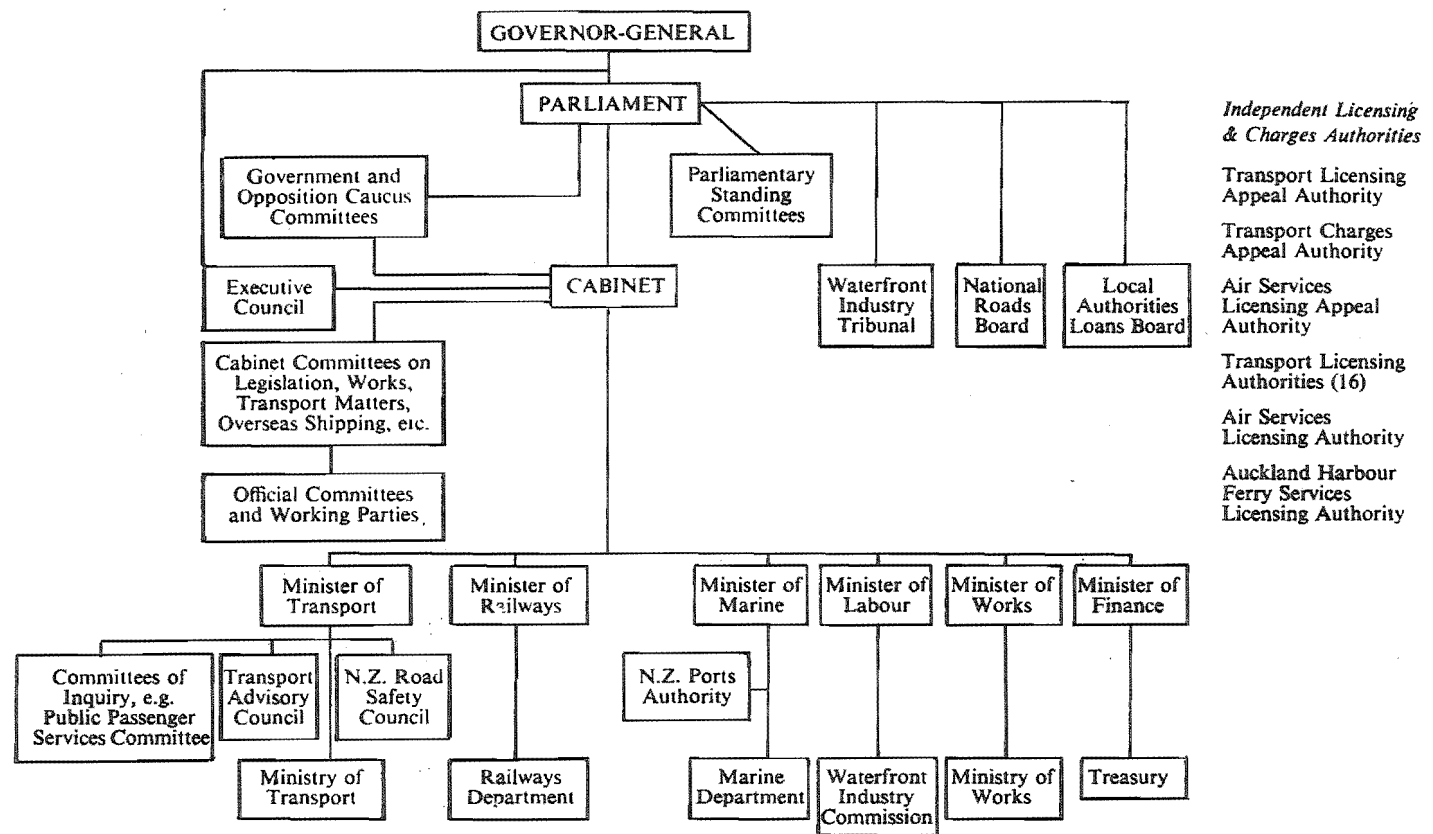 GOVERNOR-GENERAL
PARLIAMENT
Government and
Opposition Caucus
Committees
Parliamentary
Standing
Committees
Executive
Council
CABINET
Waterfront
Industry
Tribunal
National
Roads
Board
Local
Authorities
Loans Board
Cabinet Committees on
Legislation, Works,
Transport Matters,
Overseas Shipping, etc.
Official Committees
and Working Parties
Independent Licensing
& Charges Authorities
Transport Licensing
Appeal Authority
Transport Charges
Appeal Authority
Air Services
Licensing Appeal
Authority
Transport Licensing
Authorities (16)
Air Services
Licensing Authority
Auckland Harbour
Ferry Services
Licensing Authority
Minister of
Transport
Minister of
Railways
Minister of
Marine
Minister of
Labour
Minister of
Works
Minister of
Finance
Committees of
Inquiry, e.g.
Public Passenger
Services Committee
Transport
Advisory
Council
N.Z. Road
Safety
Council
N.Z. Ports
Authority
Ministry of
Transport
Railways
Department
Marine
Department
Waterfront
Industry
Commission
Ministry of
Works
Treasury